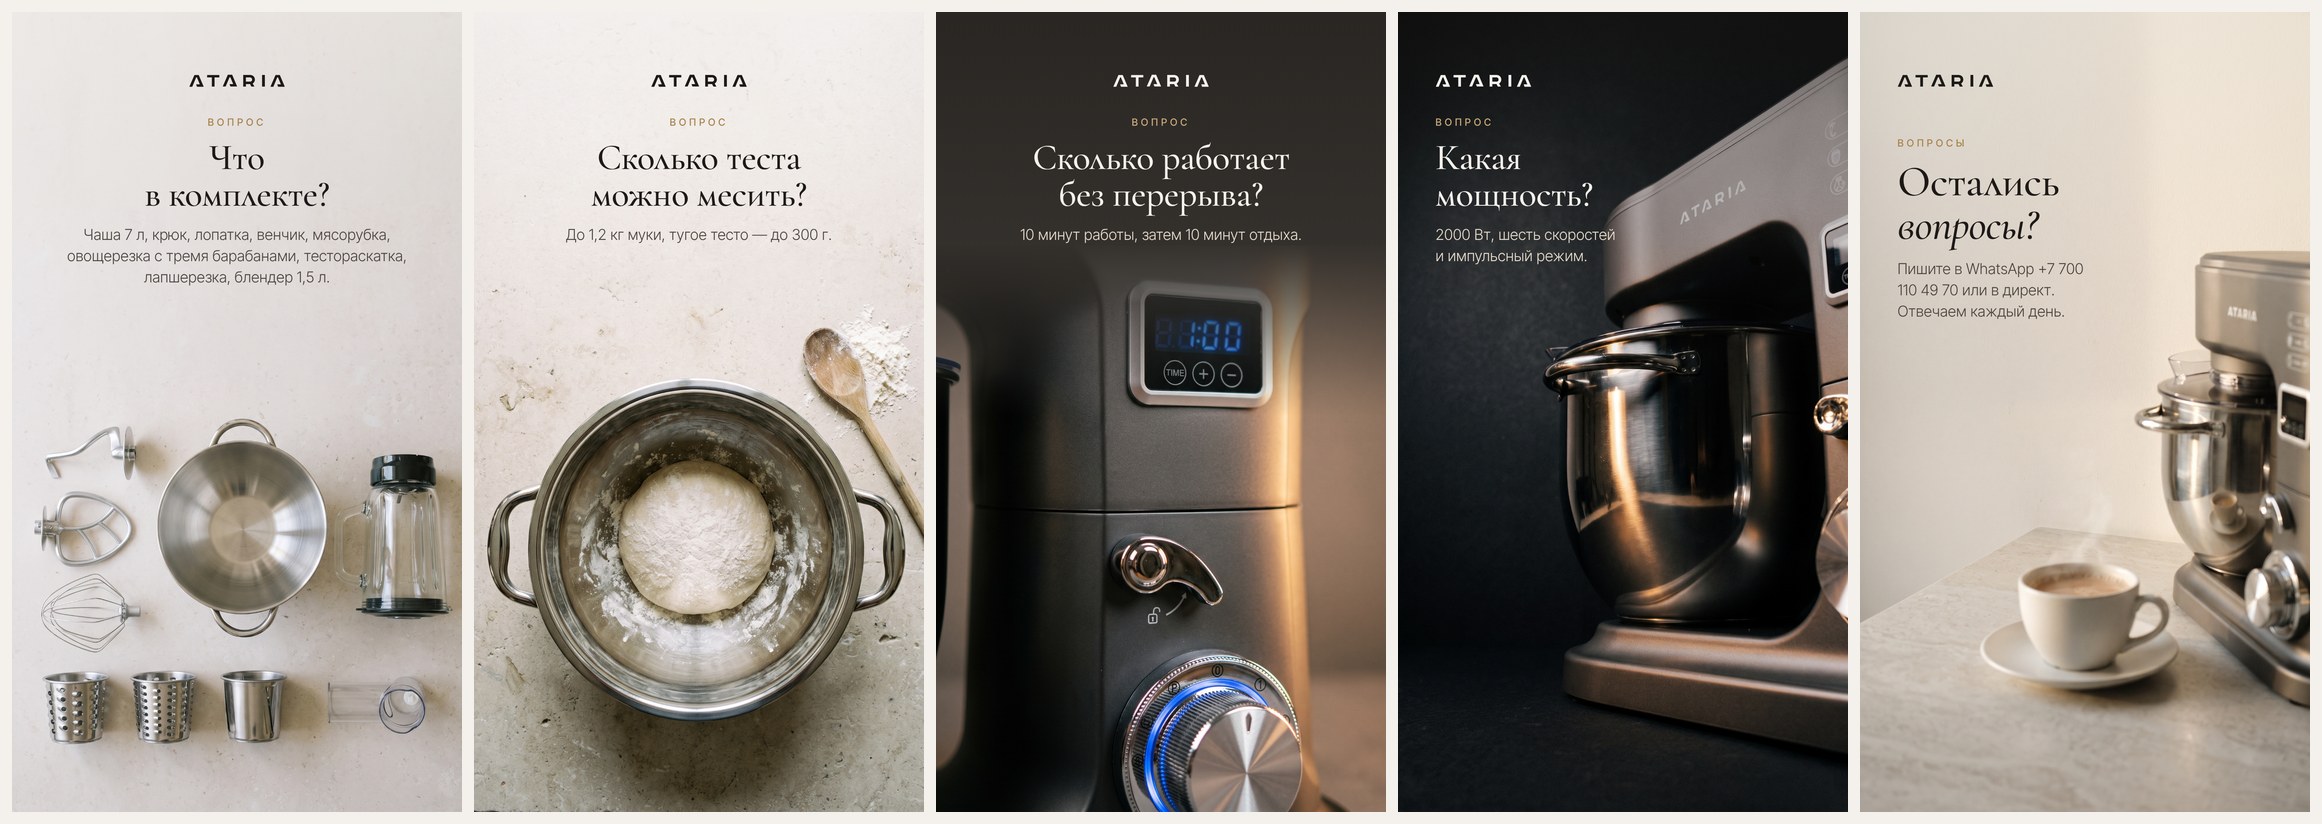 ATARIA
ВОПРОС
Что
в комплекте?
Чаша 7 л, крюк, лопатка, венчик, мясорубка,
овощерезка с тремя барабанами, тестораскатка,
лапшерезка, блендер 1,5 л.
ATARIA
ВОПРОС
Сколько теста
можно месить?
До 1,2 кг муки, тугое тесто — до 300 г.
ATARIA
ВОПРОС
Сколько работает
без перерыва?
10 минут работы, затем 10 минут отдыха.
1:00
TIME + −
ATARIA
ВОПРОС
Какая
мощность?
2000 Вт, шесть скоростей
и импульсный режим.
ATARIA
ATARIA
ВОПРОСЫ
Остались
вопросы?
Пишите в WhatsApp +7 700
110 49 70 или в директ.
Отвечаем каждый день.
ATARIA